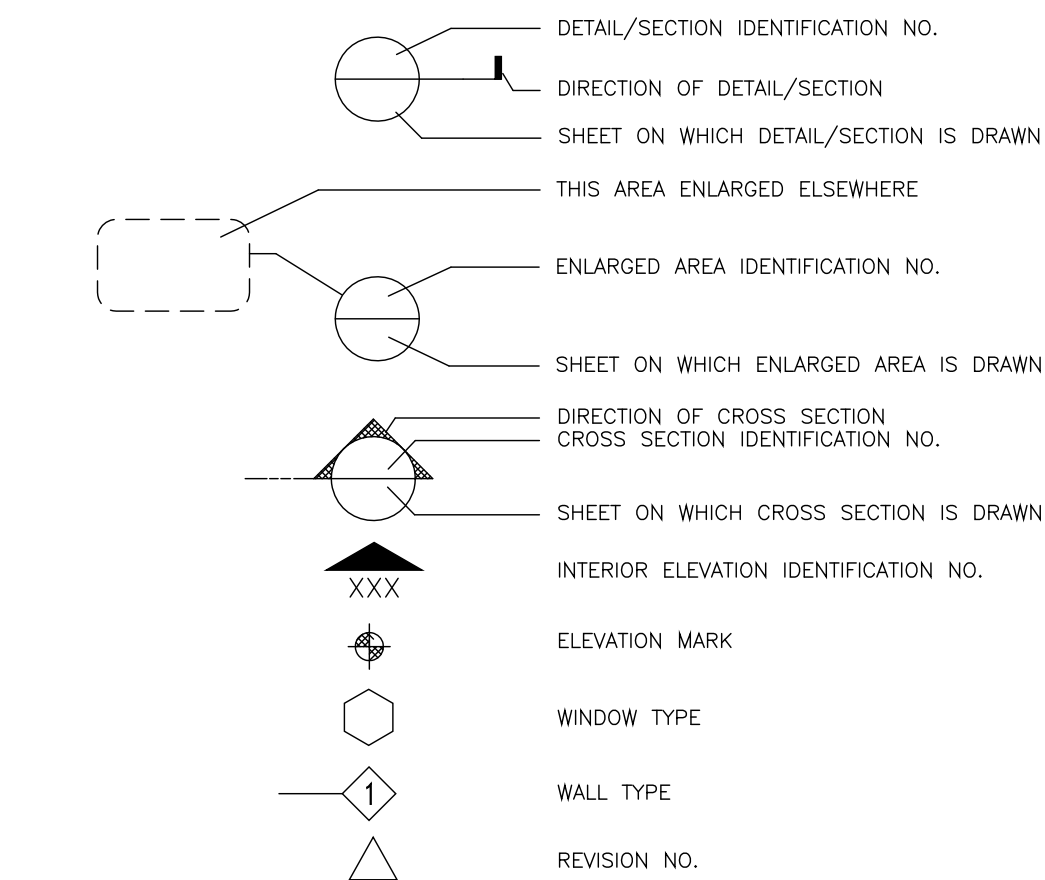 DETAIL/SECTION IDENTIFICATION NO.
DIRECTION OF DETAIL/SECTION
SHEET ON WHICH DETAIL/SECTION IS DRAWN
THIS AREA ENLARGED ELSEWHERE
ENLARGED AREA IDENTIFICATION NO.
SHEET ON WHICH ENLARGED AREA IS DRAWN
DIRECTION OF CROSS SECTION
CROSS SECTION IDENTIFICATION NO.
SHEET ON WHICH CROSS SECTION IS DRAWN
INTERIOR ELEVATION IDENTIFICATION NO.
XXX
ELEVATION MARK
WINDOW TYPE
1 WALL TYPE
REVISION NO.